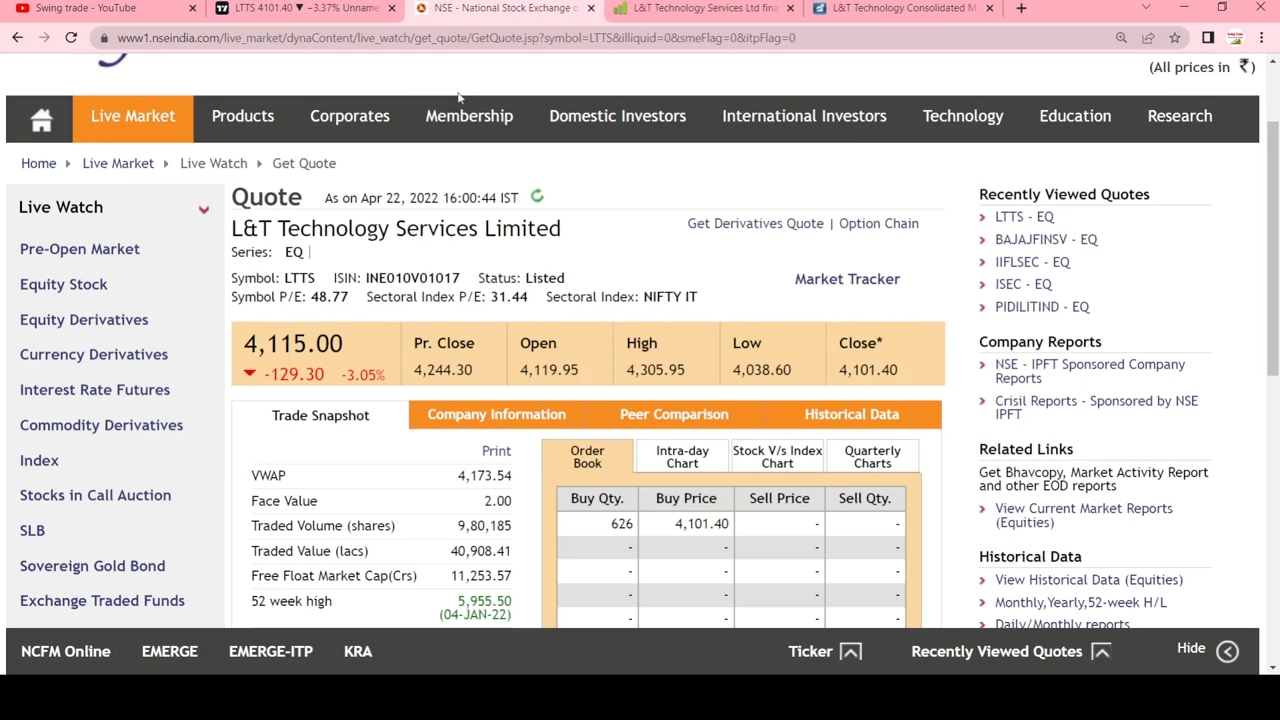 Swing trade - YouTube
LTTS 4101.40 ▼ −3.37% Unname
NSE - National Stock Exchange o
L&T Technology Services Ltd finan
L&T Technology Consolidated M
www1.nseindia.com/live_market/dynaContent/live_watch/get_quote/GetQuote.jsp?symbol=LTTS&illiquid=0&smeFlag=0&itpFlag=0
(All prices in ₹ )
Live Market Products Corporates Membership Domestic Investors International Investors Technology Education Research
Home Live Market Live Watch Get Quote
Live Watch
Pre-Open Market
Equity Stock
Equity Derivatives
Currency Derivatives
Interest Rate Futures
Commodity Derivatives
Index
Stocks in Call Auction
SLB
Sovereign Gold Bond
Exchange Traded Funds
Quote As on Apr 22, 2022 16:00:44 IST
L&T Technology Services Limited
Get Derivatives Quote | Option Chain
Series: EQ |
Symbol: LTTS ISIN: INE010V01017 Status: Listed
Market Tracker
Symbol P/E: 48.77 Sectoral Index P/E: 31.44 Sectoral Index: NIFTY IT
4,115.00 Pr. Close Open High Low Close*
-129.30 -3.05% 4,244.30 4,119.95 4,305.95 4,038.60 4,101.40
Trade Snapshot Company Information Peer Comparison Historical Data
Print
VWAP 4,173.54
Face Value 2.00
Traded Volume (shares) 9,80,185
Traded Value (lacs) 40,908.41
Free Float Market Cap(Crs) 11,253.57
52 week high 5,955.50
(04-JAN-22)
Order Book
Intra-day Chart
Stock V/s Index Chart
Quarterly Charts
Buy Qty. Buy Price Sell Price Sell Qty.
626 4,101.40 - -
- - - -
- - - -
- - - -
- - - -
Recently Viewed Quotes
LTTS - EQ
BAJAJFINSV - EQ
IIFLSEC - EQ
ISEC - EQ
PIDILITIND - EQ
Company Reports
NSE - IPFT Sponsored Company
Reports
Crisil Reports - Sponsored by NSE
IPFT
Related Links
Get Bhavcopy, Market Activity Report
and other EOD reports
View Current Market Reports
(Equities)
Historical Data
View Historical Data (Equities)
Monthly,Yearly,52-week H/L
Daily/Monthly reports
NCFM Online EMERGE EMERGE-ITP KRA Ticker Recently Viewed Quotes Hide